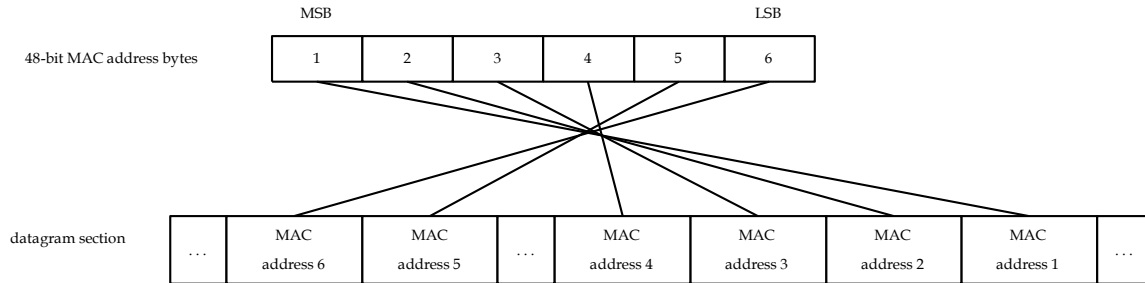 MSB LSB
48-bit MAC address bytes 1 2 3 4 5 6
datagram section
... MAC address 6 MAC address 5 ... MAC address 4 MAC address 3 MAC address 2 MAC address 1 ...